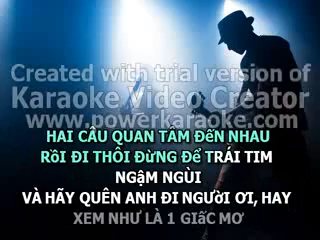 Created with trial version of
Karaoke Video Creator
www.powerkaraoke.com
HAI CÂU QUAN TÂM ĐếN NHAU
RồI ĐI THÔI ĐừNG Để TRÁI TIM
NGậM NGÙI
VÀ HÃY QUÊN ANH ĐI NGƯờI ƠI, HAY
XEM NHƯ LÀ 1 GIấC MƠ